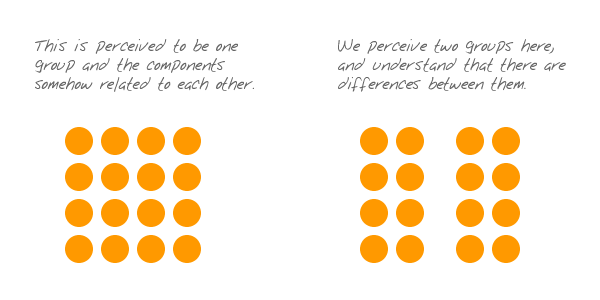 This is perceived to be one
group and the components
somehow related to each other.
We perceive two groups here,
and understand that there are
differences between them.